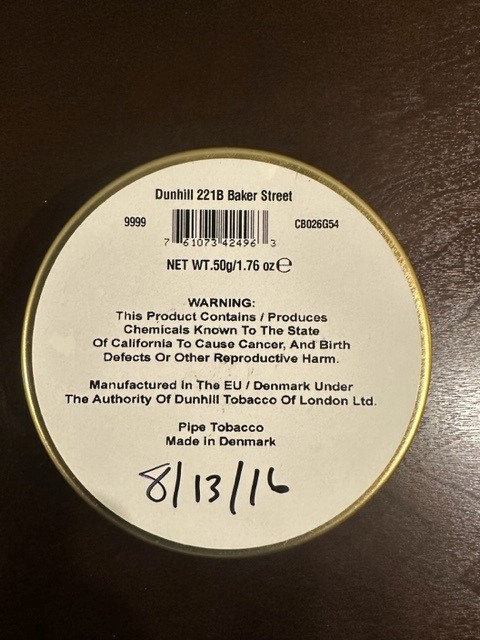 Dunhill 221B Baker Street
9999 CB026G54
7 61073 42496 3
NET WT.50g/1.76 oz℮
WARNING:
This Product Contains / Produces
Chemicals Known To The State
Of California To Cause Cancer, And Birth
Defects Or Other Reproductive Harm.
Manufactured In The EU / Denmark Under
The Authority Of Dunhill Tobacco Of London Ltd.
Pipe Tobacco
Made in Denmark
8/13/16